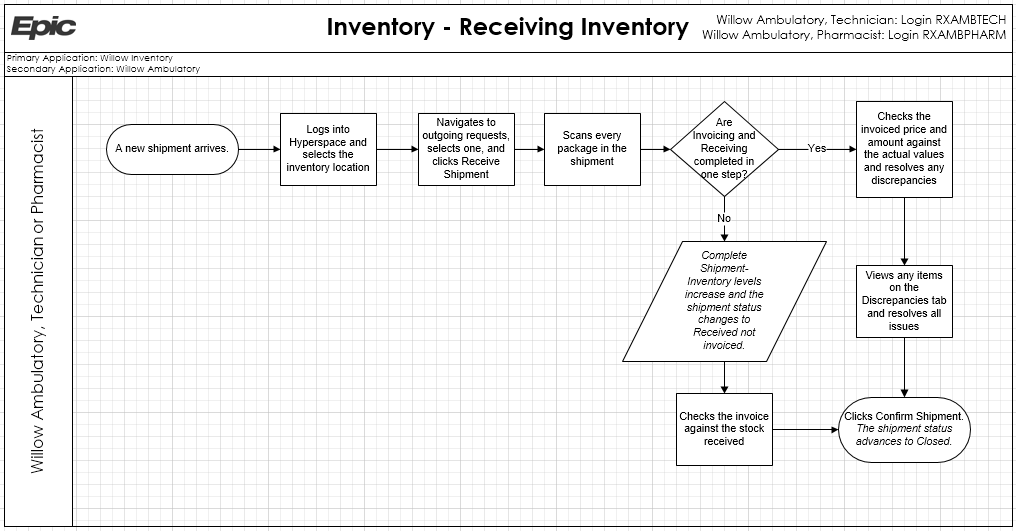 Epic
Inventory - Receiving Inventory
Willow Ambulatory, Technician: Login RXAMBTECH
Willow Ambulatory, Pharmacist: Login RXAMBPHARM
Primary Application: Willow Inventory
Secondary Application: Willow Ambulatory
Willow Ambulatory, Technician or Pharmacist
A new shipment arrives.
Logs into
Hyperspace and
selects the
inventory location
Navigates to
outgoing requests,
selects one, and
clicks Receive
Shipment
Scans every
package in the
shipment
Are
Invoicing and
Receiving
completed in
one step?
Yes
Checks the
invoiced price and
amount against
the actual values
and resolves any
discrepancies
No
Complete
Shipment-
Inventory levels
increase and the
shipment status
changes to
Received not
invoiced.
Views any items
on the
Discrepancies tab
and resolves all
issues
Checks the invoice
against the stock
received
Clicks Confirm Shipment.
The shipment status
advances to Closed.